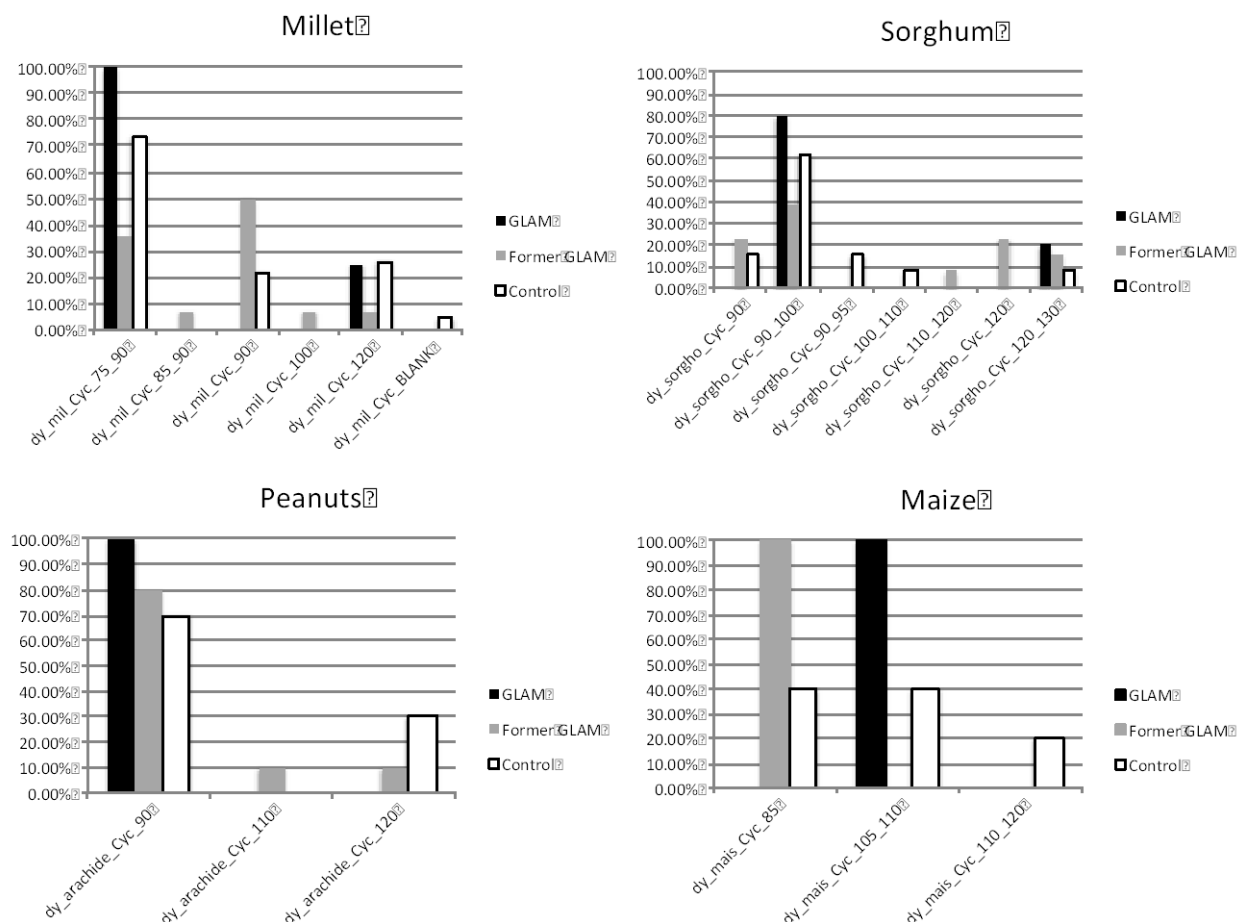 Millet
100.00%
90.00%
80.00%
70.00%
60.00%
50.00%
40.00%
30.00%
20.00%
10.00%
0.00%
dy_mil_Cyc_75_90
dy_mil_Cyc_85_90
dy_mil_Cyc_90
dy_mil_Cyc_100
dy_mil_Cyc_120
dy_mil_Cyc_BLANK
GLAM
Former GLAM
Control
Sorghum
100.00%
90.00%
80.00%
70.00%
60.00%
50.00%
40.00%
30.00%
20.00%
10.00%
0.00%
dy_sorgho_Cyc_90
dy_sorgho_Cyc_90_100
dy_sorgho_Cyc_90_95
dy_sorgho_Cyc_100_110
dy_sorgho_Cyc_110_120
dy_sorgho_Cyc_120
dy_sorgho_Cyc_120_130
GLAM
Former GLAM
Control
Peanuts
100.00%
90.00%
80.00%
70.00%
60.00%
50.00%
40.00%
30.00%
20.00%
10.00%
0.00%
dy_arachide_Cyc_90
dy_arachide_Cyc_110
dy_arachide_Cyc_120
GLAM
Former GLAM
Control
Maize
100.00%
90.00%
80.00%
70.00%
60.00%
50.00%
40.00%
30.00%
20.00%
10.00%
0.00%
dy_mais_Cyc_85
dy_mais_Cyc_105_110
dy_mais_Cyc_110_120
GLAM
Former GLAM
Control